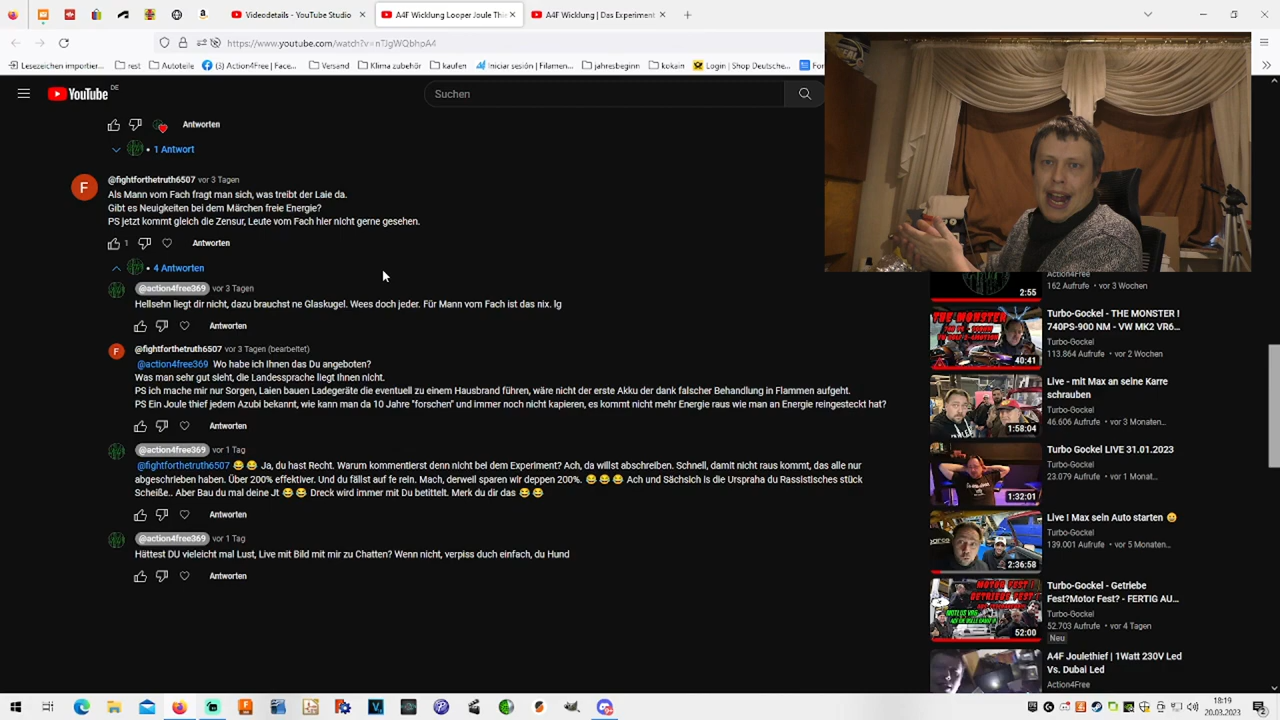 Videodetails - YouTube Studio
A4F Wicklung Looper Joule Thie
A4F Wicklung | Das Experiment
https://www.youtube.com/watch?v=nTJgWQbhpA4
Lesezeichen importieren...
rest
Autoteile
(3) Action4Free | Face...
Versand
Klima zubehör
kaufen
Iniciar sesión | Filamen...
jahresbeginn
kokain
Login | Shop Deutsche...
For
YouTube DE
Suchen
Antworten
1 Antwort
@fightforthetruth6507 vor 3 Tagen
Als Mann vom Fach fragt man sich, was treibt der Laie da.
Gibt es Neuigkeiten bei dem Märchen freie Energie?
PS jetzt kommt gleich die Zensur, Leute vom Fach hier nicht gerne gesehen.
1 Antworten
4 Antworten
@action4free369 vor 3 Tagen
Hellsehn liegt dir nicht, dazu brauchst ne Glaskugel. Wees doch jeder. Für Mann vom Fach ist das nix. lg
Antworten
@fightforthetruth6507 vor 3 Tagen (bearbeitet)
@action4free369 Wo habe ich Ihnen das Du angeboten?
Was man sehr gut sieht, die Landessprache liegt Ihnen nicht.
PS ich mache mir nur Sorgen, Laien bauen Ladegeräte die eventuell zu einem Hausbrand führen, wäre nicht der erste Akku der dank falscher Behandlung in Flammen aufgeht.
PS Ein Joule thief jedem Azubi bekannt, wie kann man da 10 Jahre "forschen" und immer noch nicht kapieren, es kommt nicht mehr Energie raus wie man an Energie reingesteckt hat?
Antworten
@action4free369 vor 1 Tag
@fightforthetruth6507 😂 😂 Ja, du hast Recht. Warum kommentierst denn nicht bei dem Experiment? Ach, da willst abschreiben. Schnell, damit nicht raus kommt, das alle nur
abgeschrieben haben. Über 200% effektiver. Und du fällst auf fe rein. Mach, derweil sparen wir deppen 200%. 😂 😂 😂 Ach und Sächsich is die Urspraha du Rassistisches stück
Scheiße.. Aber Bau du mal deine Jt 😂 😂 Dreck wird immer mit Du betittelt. Merk du dir das 😂 😂
Antworten
@action4free369 vor 1 Tag
Hättest DU vieleicht mal Lust, Live mit Bild mit mir zu Chatten? Wenn nicht, verpiss duch einfach, du Hund
Antworten
Action4Free
162 Aufrufe • vor 3 Wochen
2:55
THE MONSTER
40:41
Turbo-Gockel - THE MONSTER !
740PS-900 NM - VW MK2 VR6...
Turbo-Gockel
113.864 Aufrufe • vor 2 Wochen
1:58:04
Live - mit Max an seine Karre
schrauben
Turbo-Gockel
46.606 Aufrufe • vor 3 Monaten...
1:32:01
Turbo Gockel LIVE 31.01.2023
Turbo-Gockel
23.079 Aufrufe • vor 1 Monat...
2:36:58
Live ! Max sein Auto starten 🥲
Turbo-Gockel
139.001 Aufrufe • vor 5 Monaten...
MOTOR FEST !
GETRIEBE FEST?
52:00
Turbo-Gockel - Getriebe
Fest?Motor Fest? - FERTIG AU...
Turbo-Gockel
52.703 Aufrufe • vor 4 Tagen
Neu
A4F Joulethief | 1Watt 230V Led
Vs. Dubai Led
Action4Free
18:19
20.03.2023